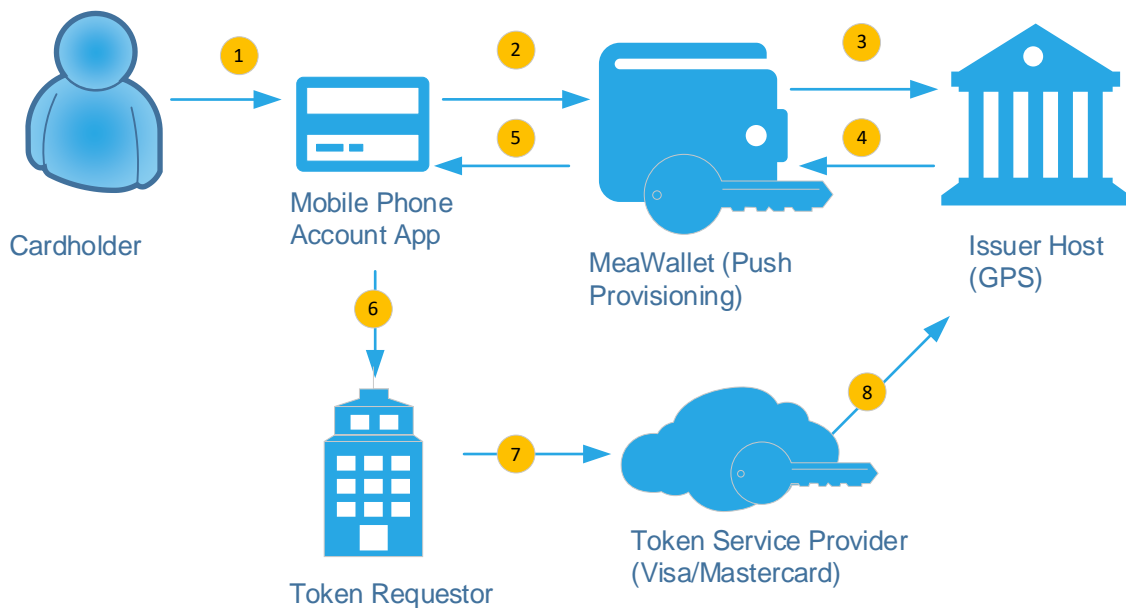 1
2
3
5
4
Cardholder
Mobile Phone
Account App
MeaWallet (Push
Provisioning)
Issuer Host
(GPS)
6
8
7
Token Requestor
Token Service Provider
(Visa/Mastercard)